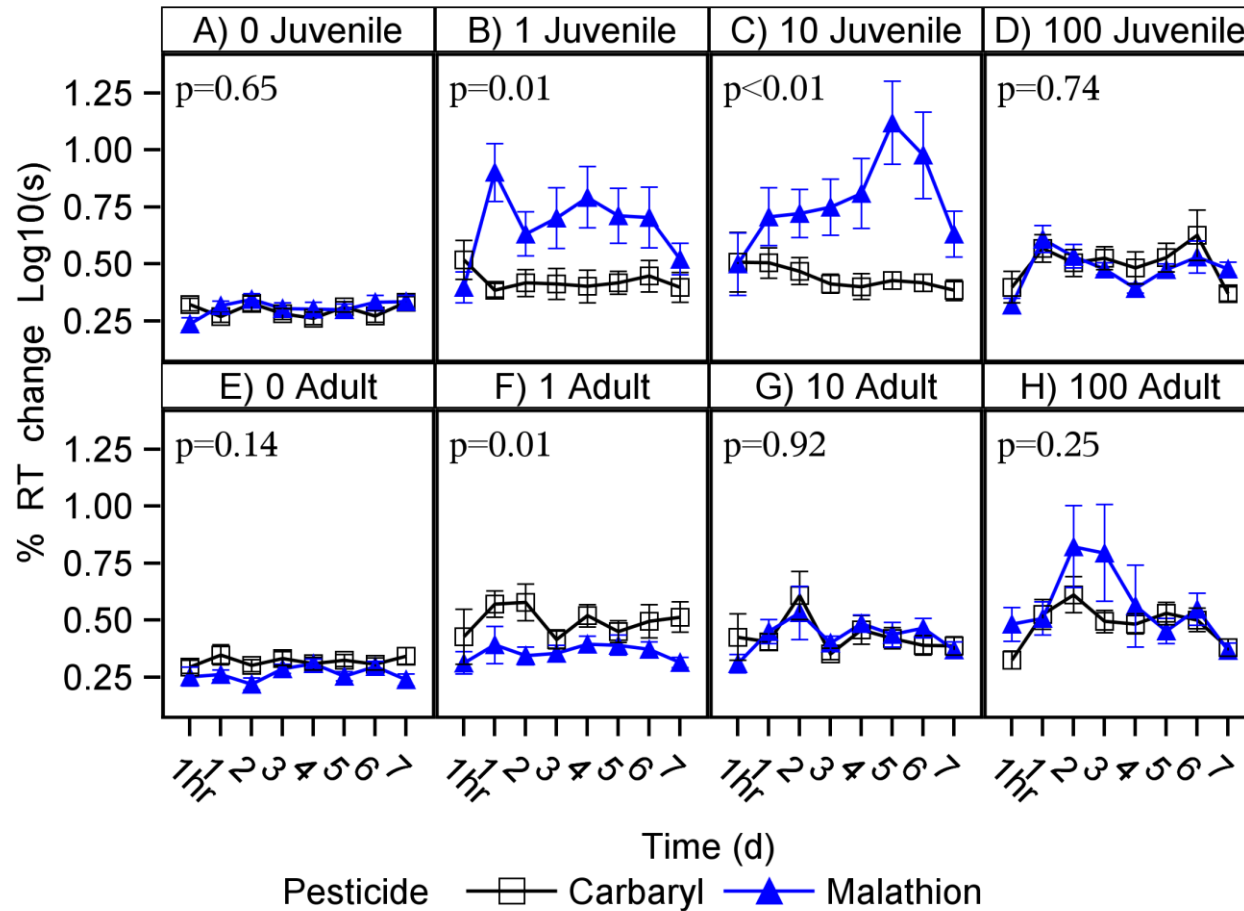 A) 0 Juvenile B) 1 Juvenile C) 10 Juvenile D) 100 Juvenile
p=0.65 p=0.01 p<0.01 p=0.74
1.25
1.00
0.75
0.50
0.25
E) 0 Adult F) 1 Adult G) 10 Adult H) 100 Adult
p=0.14 p=0.01 p=0.92 p=0.25
1.25
1.00
0.75
0.50
0.25
% RT change Log10(s)
1hr 1 2 3 4 5 6 7 1hr 1 2 3 4 5 6 7 1hr 1 2 3 4 5 6 7 1hr 1 2 3 4 5 6 7
Time (d)
Pesticide Carbaryl Malathion